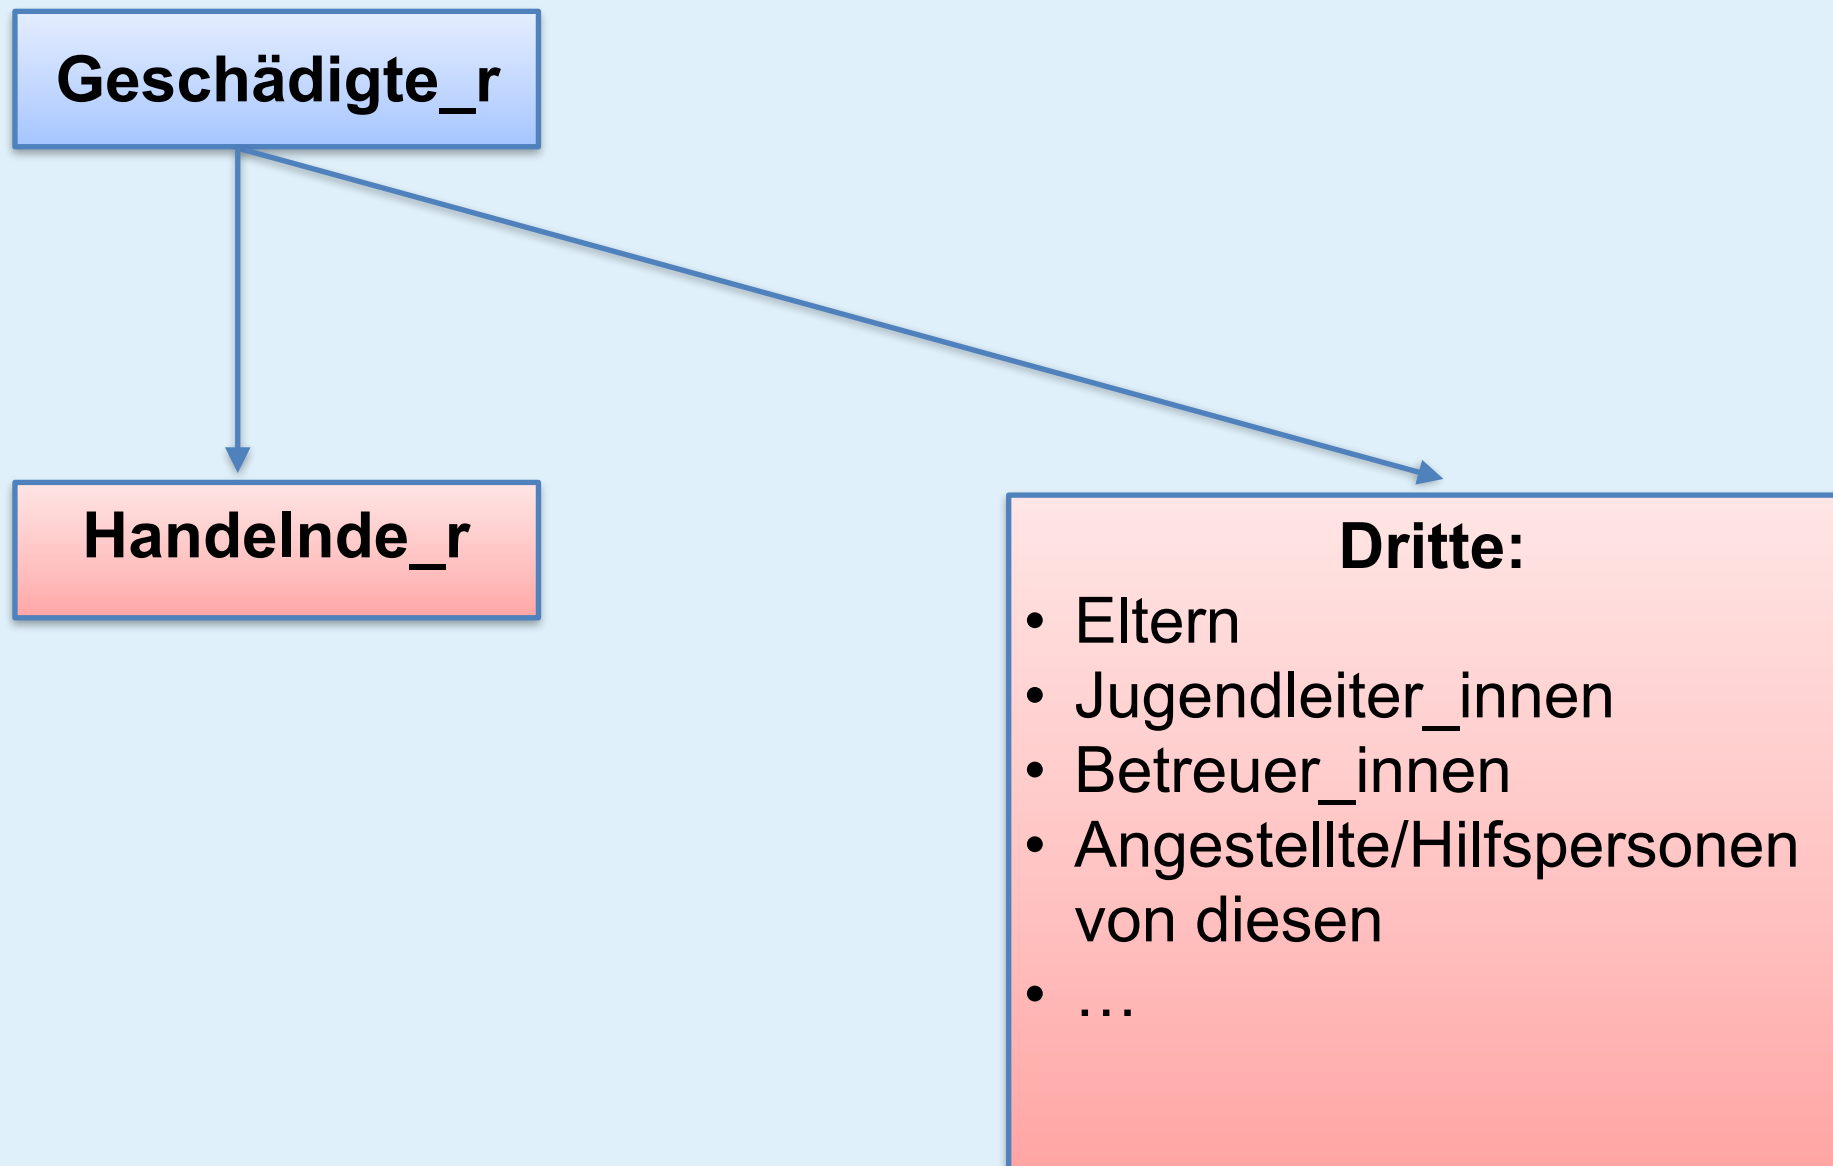 Geschädigte_r
Handelnde_r
Dritte:
• Eltern
• Jugendleiter_innen
• Betreuer_innen
• Angestellte/Hilfspersonen
von diesen
• …